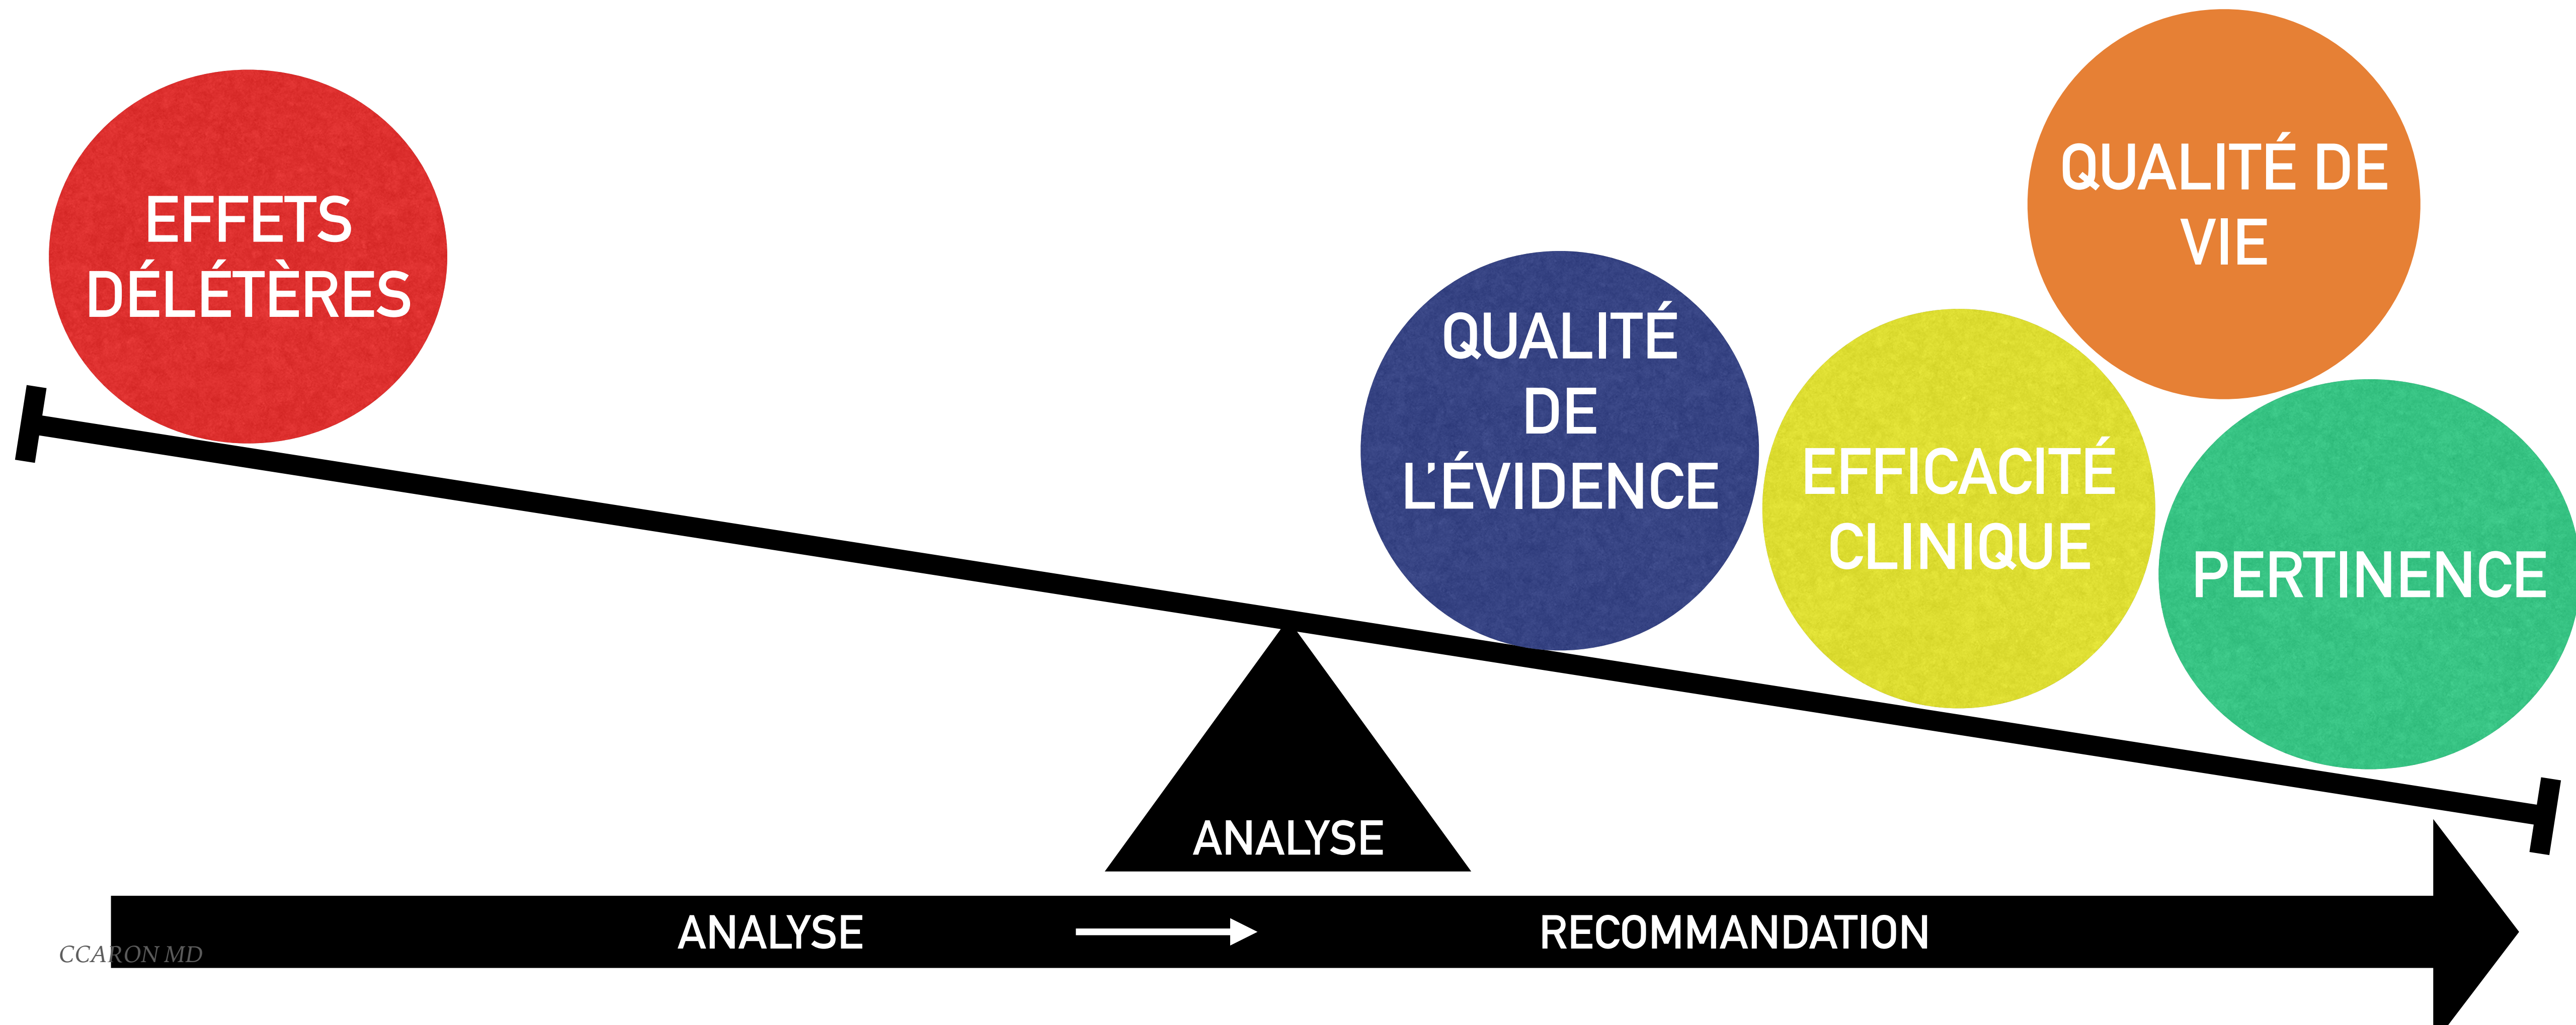 EFFETS
DÉLÉTÈRES
QUALITÉ
DE
L'ÉVIDENCE
EFFICACITÉ
CLINIQUE
QUALITÉ DE
VIE
PERTINENCE
ANALYSE
ANALYSE
RECOMMANDATION
CCARON MD